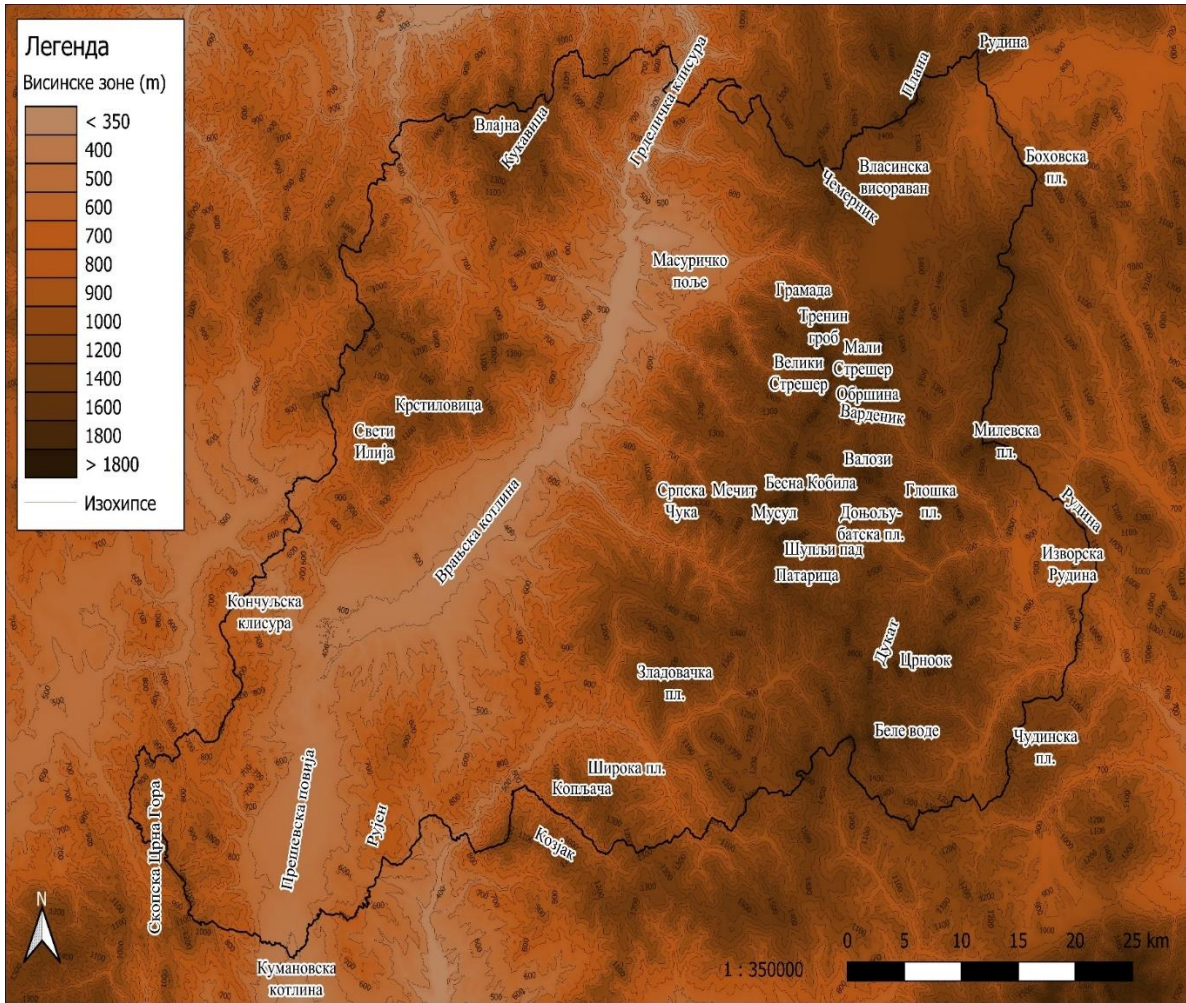 Легенда
Висинске зоне (m)
< 350
400
500
600
700
800
900
1000
1200
1400
1600
1800
> 1800
Изохипсе
Рудина
Плана
Грделичка клисура
Влајна
Кукавица
Боховска
пл.
Власинска
висораван
Чемерник
Масуричко
поље
Грамада
Тренин
гроб
Мали
Стрешер
Велики
Стрешер
Обршина
Варденик
Крстиловица
Свети
Илија
Милевска
пл.
Валози
Бесна Кобила
Српска
Чука
Мечит
Мусул
Глошка
пл.
Доњољу-
батска пл.
Рудина
Врањска котлина
Шупљи пад
Патарица
Изворска
Рудина
Кончуљска
клисура
Дукат
Црноок
Зладовачка
пл.
Беле воде
Чудинска
пл.
Широка пл.
Копљача
Прешевска повија
Рујен
Козјак
Скопска Црна Гора
Кумановска
котлина
N
1 : 350000
0 5 10 15 20 25 km